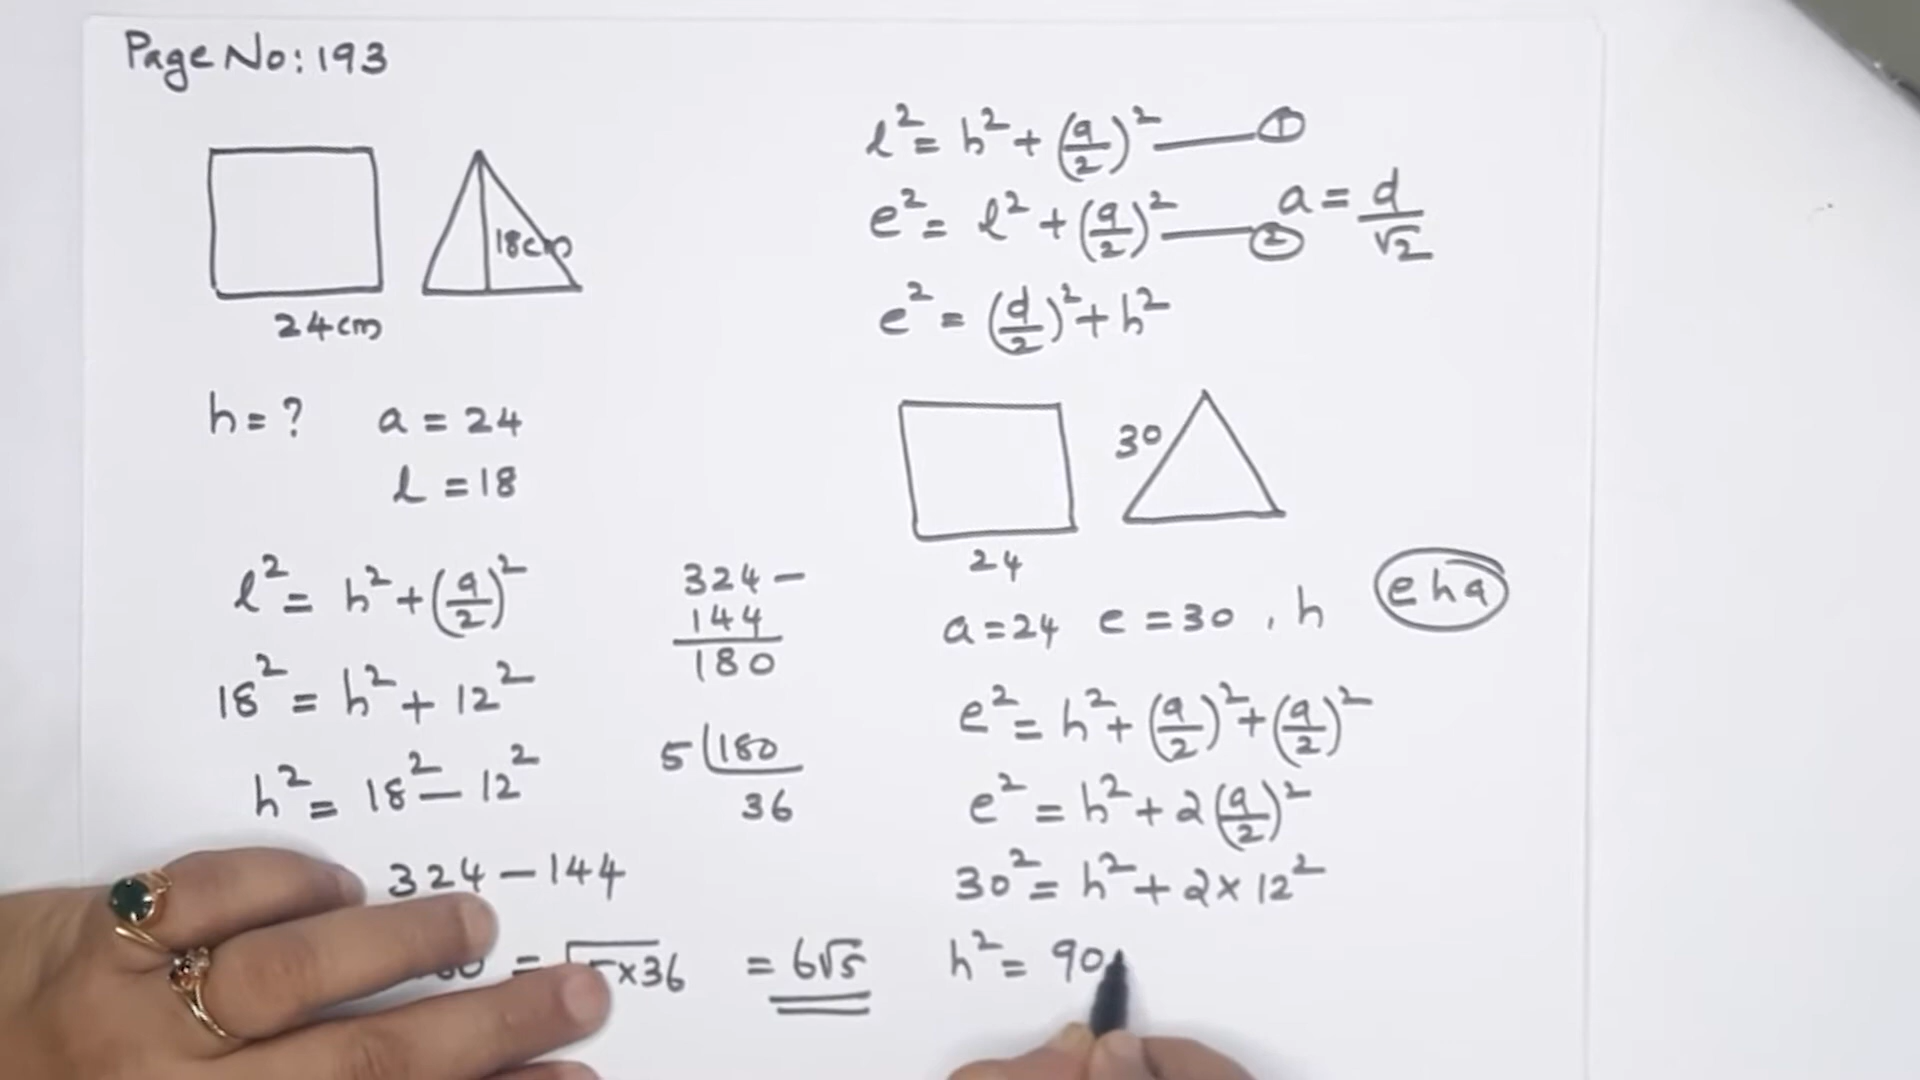 Page No: 193
24cm
18cm
h = ? a = 24
l = 18
l² = h² + (a/2)²
18² = h² + 12²
h² = 18² - 12²
324 - 144
= √5×36 = 6√5
324 -
144
180
5 180
36
l² = h² + (a/2)² ①
e² = l² + (a/2)² ②
a = d/√2
e² = (d/2)² + h²
24
30
a = 24 e = 30, h
e h a
e² = h² + (a/2)² + (a/2)²
e² = h² + 2(a/2)²
30² = h² + 2×12²
h² = 90